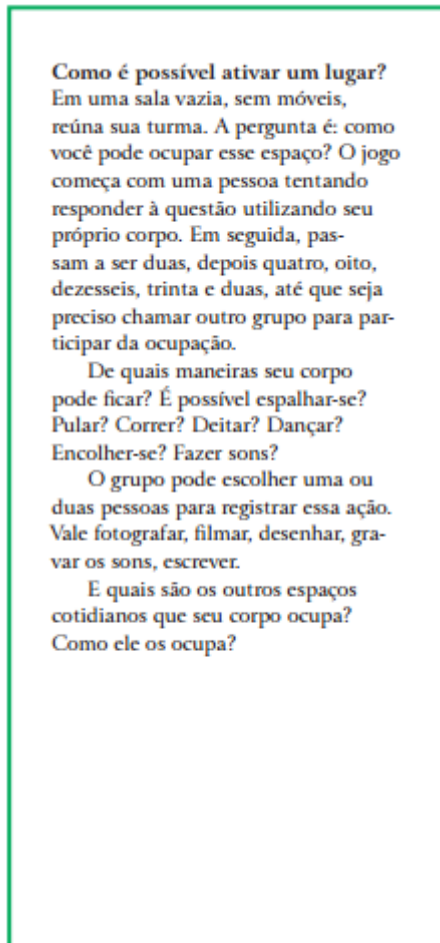 Como é possível ativar um lugar?
Em uma sala vazia, sem móveis,
reúna sua turma. A pergunta é: como
você pode ocupar esse espaço? O jogo
começa com uma pessoa tentando
responder à questão utilizando seu
próprio corpo. Em seguida, pas-
sam a ser duas, depois quatro, oito,
dezesseis, trinta e duas, até que seja
preciso chamar outro grupo para par-
ticipar da ocupação.
De quais maneiras seu corpo
pode ficar? É possível espalhar-se?
Pular? Correr? Deitar? Dançar?
Encolher-se? Fazer sons?
O grupo pode escolher uma ou
duas pessoas para registrar essa ação.
Vale fotografar, filmar, desenhar, gra-
var os sons, escrever.
E quais são os outros espaços
cotidianos que seu corpo ocupa?
Como ele os ocupa?